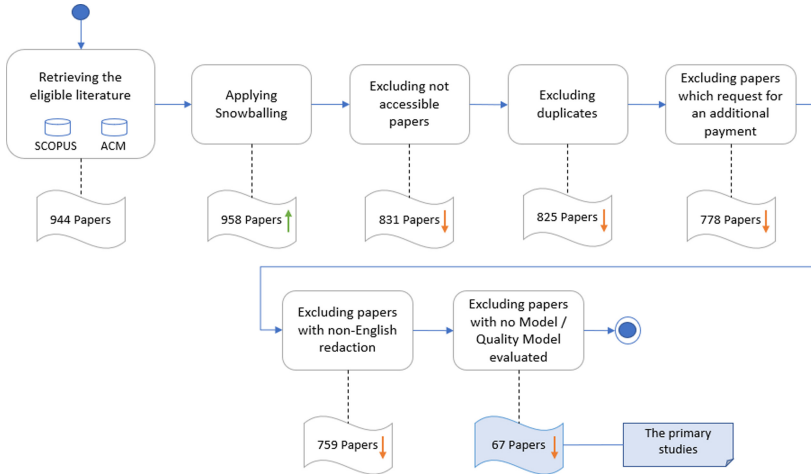 Retrieving the
eligible literature
SCOPUS
ACM
Applying
Snowballing
Excluding not
accessible
papers
Excluding
duplicates
Excluding papers
which request for
an additional
payment
944 Papers
958 Papers
831 Papers
825 Papers
778 Papers
Excluding papers
with non-English
redaction
Excluding papers
with no Model /
Quality Model
evaluated
759 Papers
67 Papers
The primary
studies